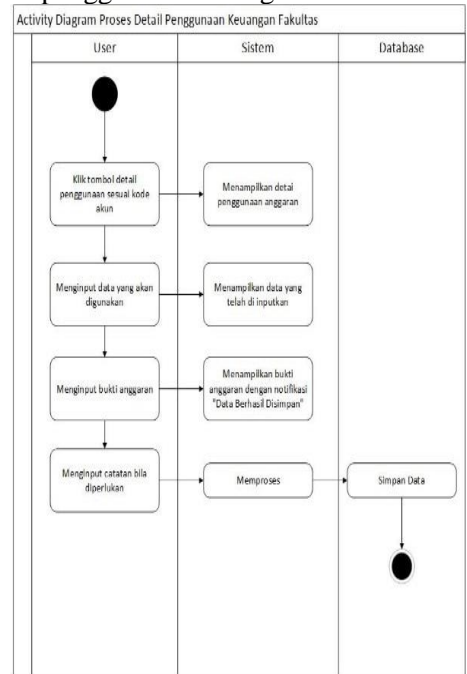 Activity Diagram Proses Detail Penggunaan Keuangan Fakultas
User
Sistem
Database
Klik tombol detail
penggunaan sesuai kode
akun
Menampilkan detai
penggunaan anggaran
Menginput data yang akan
digunakan
Menampilkan data yang
telah di inputkan
Menginput bukti anggaran
Menampilkan bukti
anggaran dengan notifikasi
"Data Berhasil Disimpan"
Menginput catatan bila
diperlukan
Memproses
Simpan Data